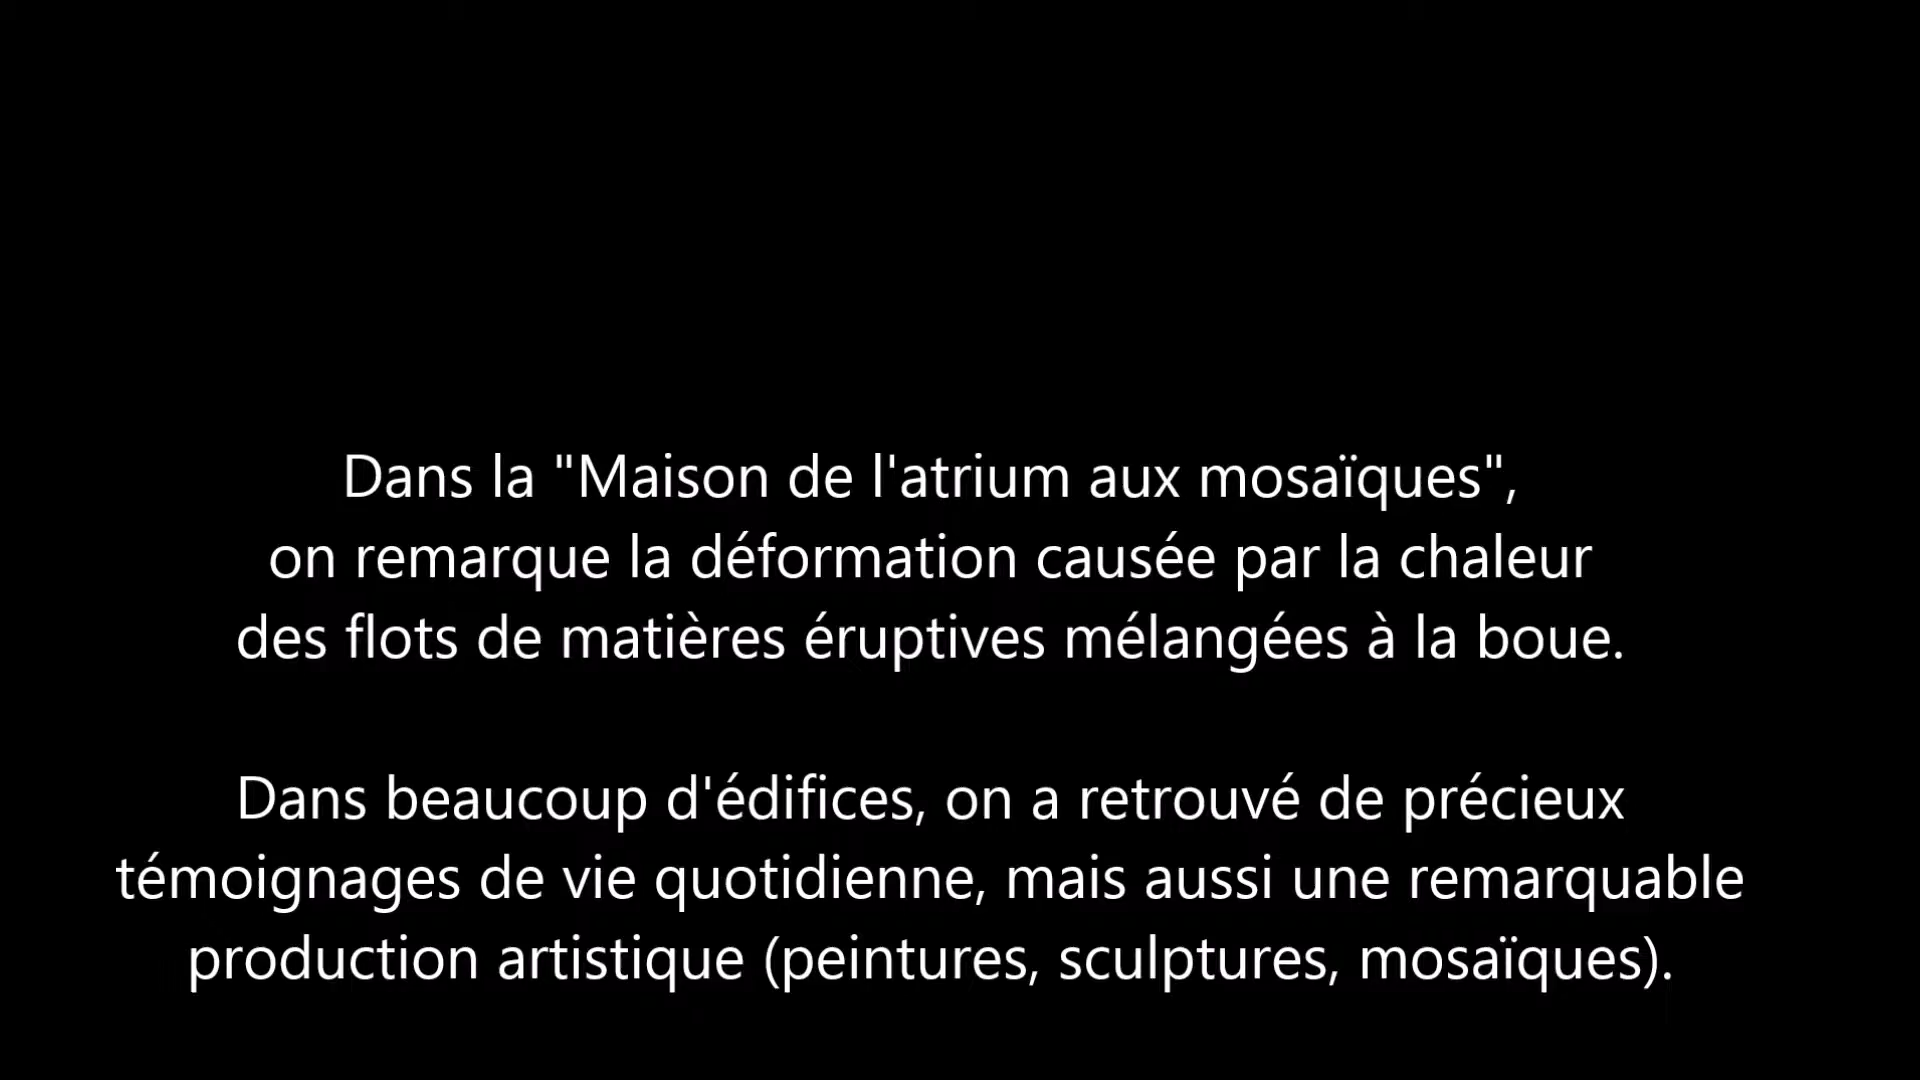 Dans la "Maison de l'atrium aux mosaïques",
on remarque la déformation causée par la chaleur
des flots de matières éruptives mélangées à la boue.
Dans beaucoup d'édifices, on a retrouvé de précieux
témoignages de vie quotidienne, mais aussi une remarquable
production artistique (peintures, sculptures, mosaïques).